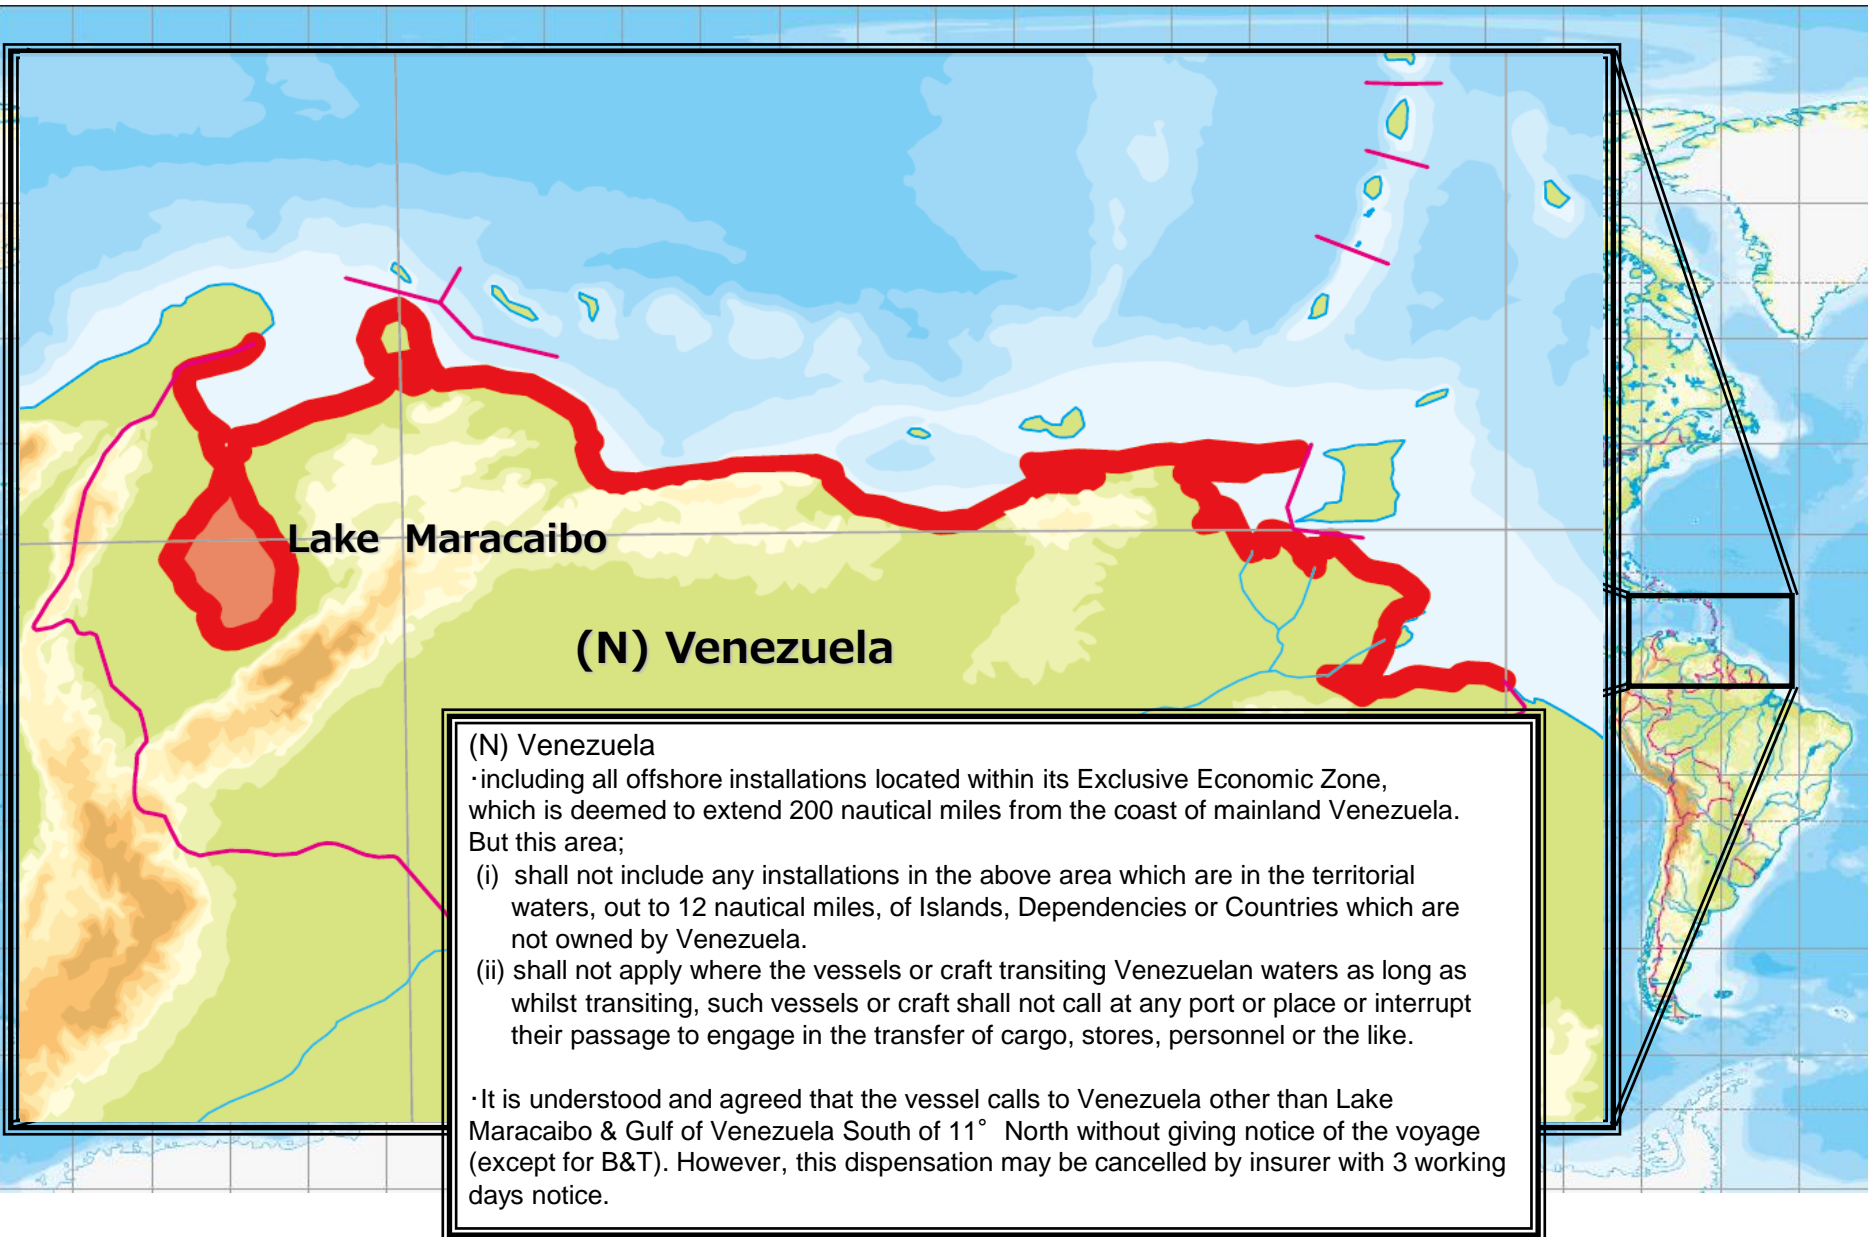 Lake Maracaibo
(N) Venezuela
(N) Venezuela
・including all offshore installations located within its Exclusive Economic Zone,
which is deemed to extend 200 nautical miles from the coast of mainland Venezuela.
But this area;
(i) shall not include any installations in the above area which are in the territorial
waters, out to 12 nautical miles, of Islands, Dependencies or Countries which are
not owned by Venezuela.
(ii) shall not apply where the vessels or craft transiting Venezuelan waters as long as
whilst transiting, such vessels or craft shall not call at any port or place or interrupt
their passage to engage in the transfer of cargo, stores, personnel or the like.
・It is understood and agreed that the vessel calls to Venezuela other than Lake
Maracaibo & Gulf of Venezuela South of 11° North without giving notice of the voyage
(except for B&T). However, this dispensation may be cancelled by insurer with 3 working
days notice.